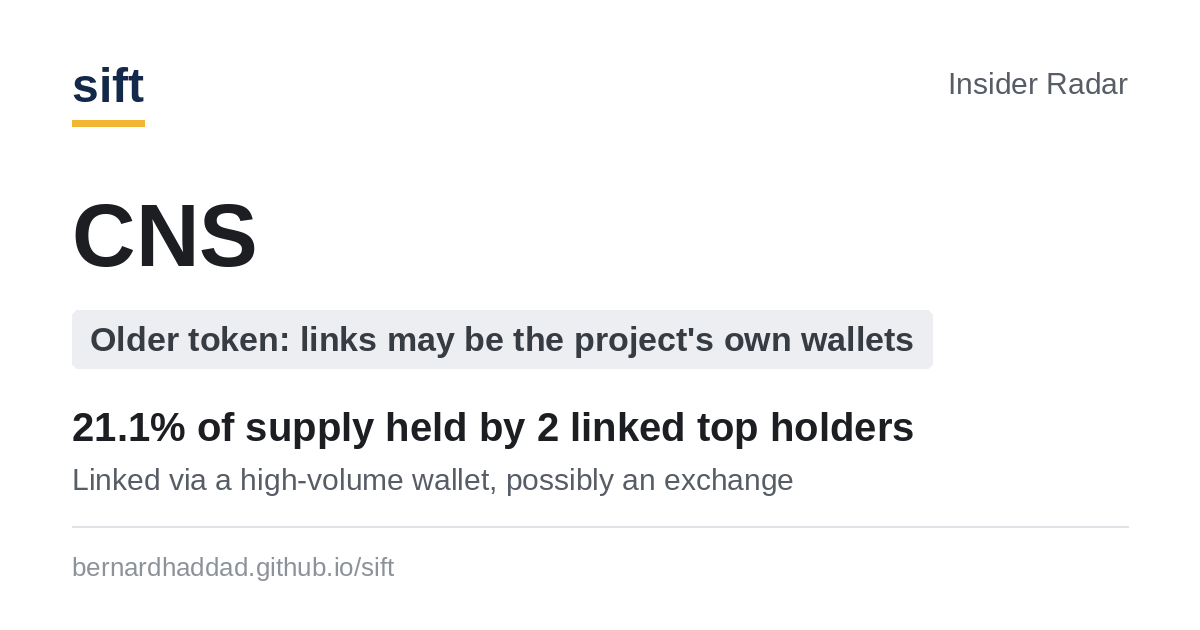 sift
Insider Radar
CNS
Older token: links may be the project's own wallets
21.1% of supply held by 2 linked top holders
Linked via a high-volume wallet, possibly an exchange
bernardhaddad.github.io/sift